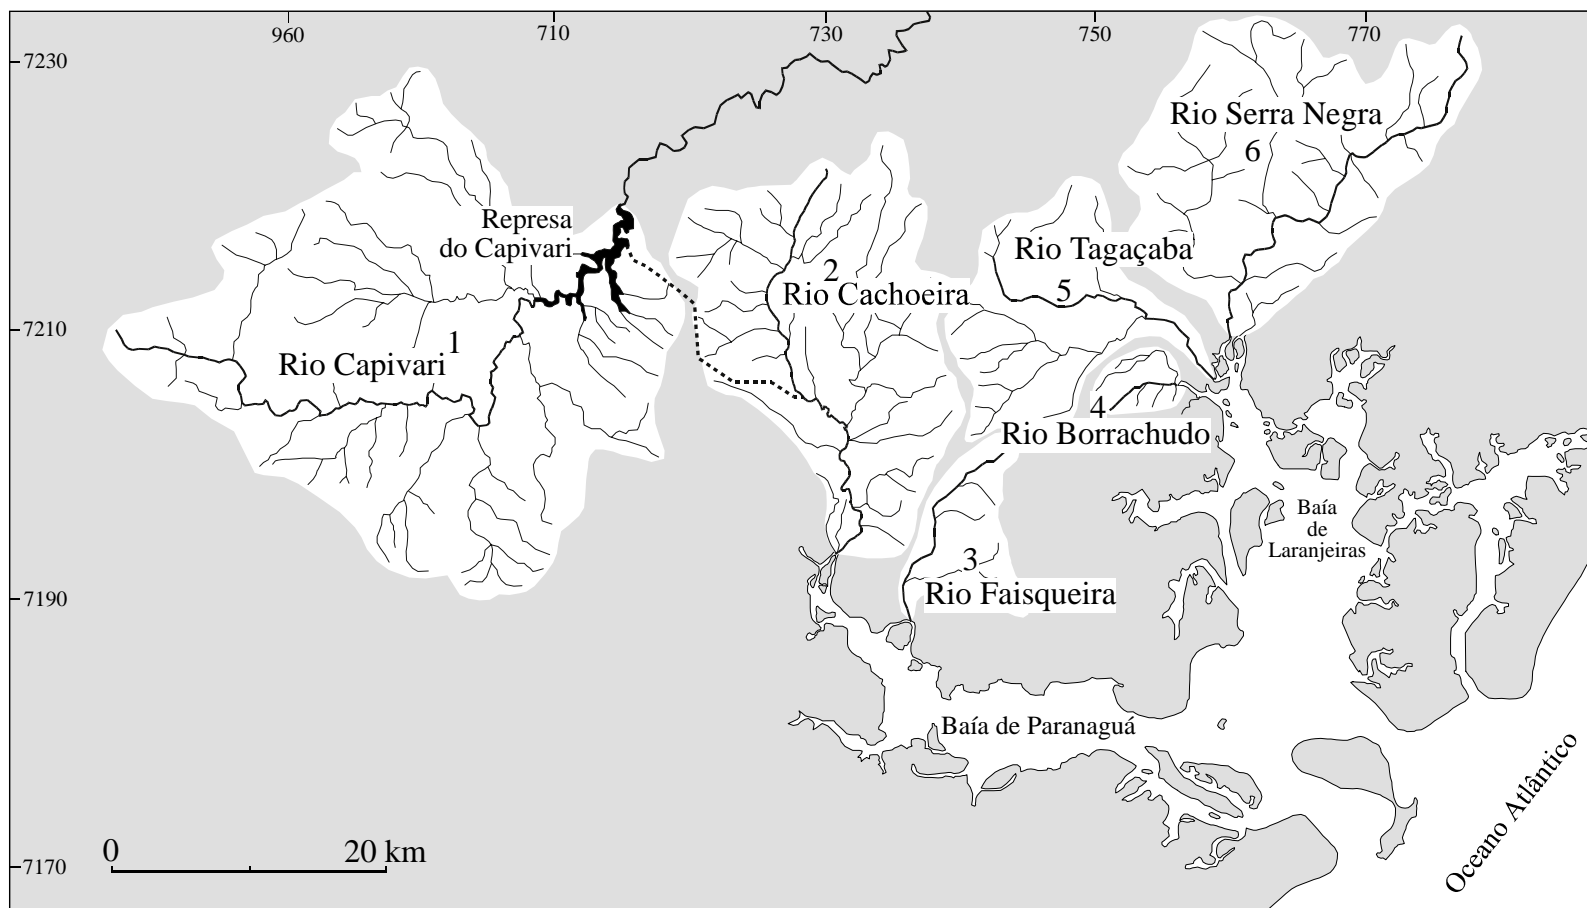 960
710
730
750
770
7230
7210
7190
7170
Rio Serra Negra
6
Represa
do Capivari
Rio Tagaçaba
5
2
Rio Cachoeira
1
Rio Capivari
4
Rio Borrachudo
Baía
de
Laranjeiras
3
Rio Faisqueira
Baía de Paranaguá
Oceano Atlântico
0
20 km